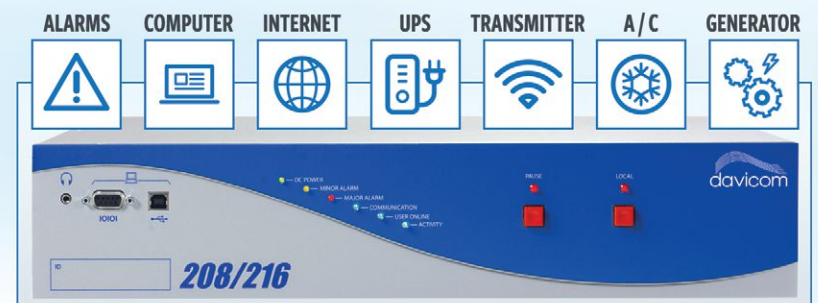 ALARMS
COMPUTER
INTERNET
UPS
TRANSMITTER
A/C
GENERATOR
DC POWER
MINOR ALARM
MAJOR ALARM
COMMUNICATION
USER ONLINE
ACTIVITY
PAUSE
LOCAL
davicom
IOIOI
ID
208/216